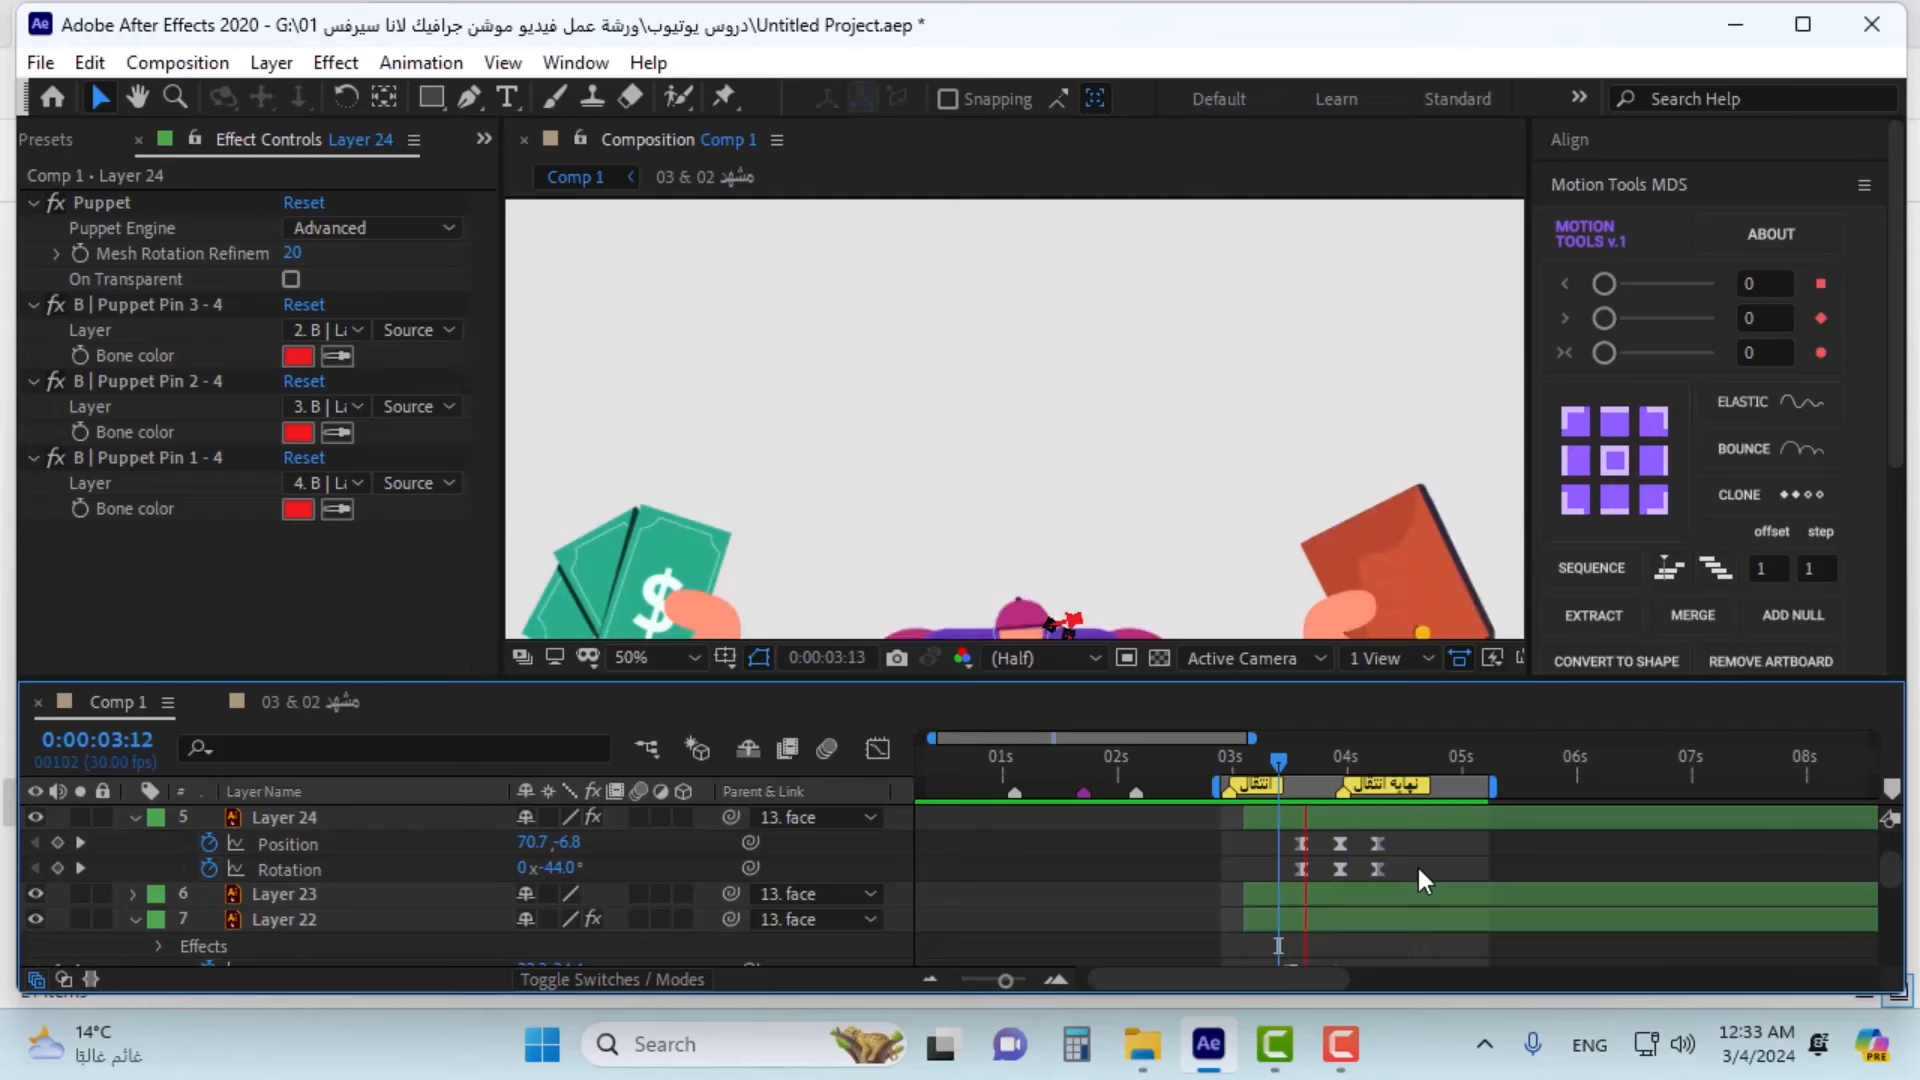 Adobe After Effects 2020 - G:\01 دروس يوتيوب\ورشة عمل فيديو موشن جرافيك لانا سيرفس\Untitled Project.aep *
File Edit Composition Layer Effect Animation View Window Help
Snapping Default Learn Standard Search Help
Presets Effect Controls Layer 24
Composition Comp 1
Align
Comp 1 • Layer 24
Comp 1 مشهد 02 & 03
Motion Tools MDS
Puppet Reset
Puppet Engine Advanced
Mesh Rotation Refinem 20
On Transparent
B | Puppet Pin 3 - 4 Reset
Layer 2. B | Source
Bone color
B | Puppet Pin 2 - 4 Reset
Layer 3. B | Source
Bone color
B | Puppet Pin 1 - 4 Reset
Layer 4. B | Source
Bone color
$
MOTION
TOOLS v.1
ABOUT
0
0
0
ELASTIC
BOUNCE
CLONE
offset step
SEQUENCE 1 1
EXTRACT MERGE ADD NULL
CONVERT TO SHAPE REMOVE ARTBOARD
50% 0:00:03:13 (Half) Active Camera 1 View
Comp 1 مشهد 02 & 03
0:00:03:12
00102 (30.00 fps)
01s 02s 03s 04s 05s 06s 07s 08s
انتقال نهاية انتقال
# . Layer Name fx Parent & Link
5 Layer 24 fx 13. face
Position 70.7,-6.8
Rotation 0x-44.0°
6 Layer 23 13. face
7 Layer 22 fx 13. face
Effects
Toggle Switches / Modes
14°C
غائم غالبًا
Search
ENG
12:33 AM
3/4/2024
Ae
PRE